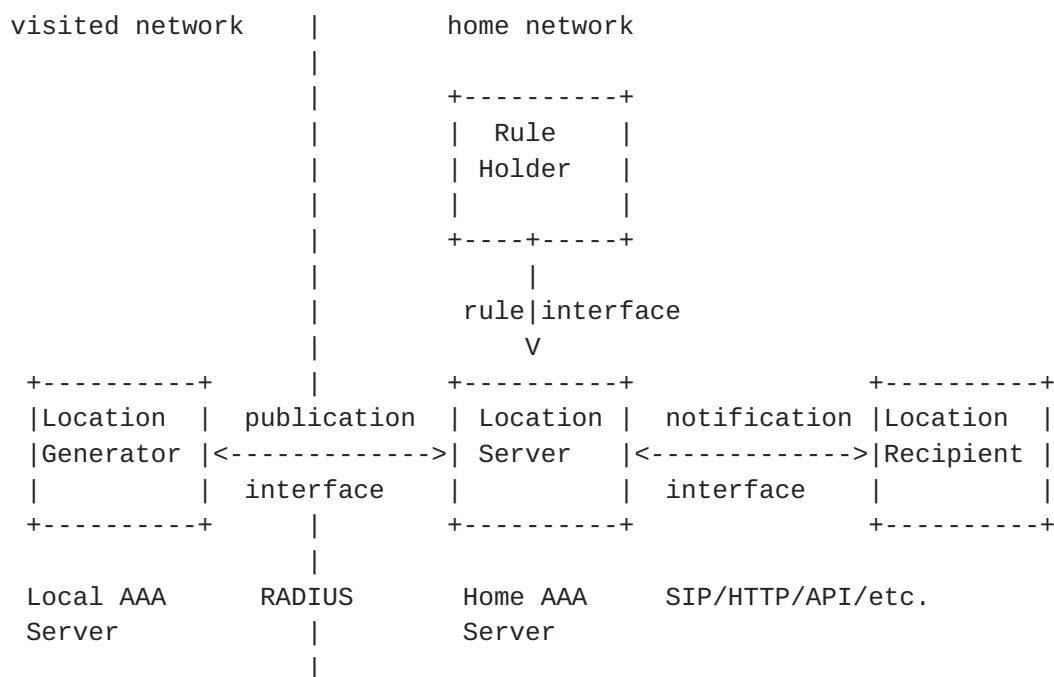 visited network | home network
|
| +----------+
| | Rule |
| | Holder |
| | |
| +----+-----+
| |
| rule|interface
| V
+----------+ | +----------+ +----------+
|Location | publication | Location | notification |Location |
|Generator |<------------->| Server |<------------->|Recipient |
| | interface | | interface | |
+----------+ | +----------+ +----------+
|
Local AAA RADIUS Home AAA SIP/HTTP/API/etc.
Server | Server
|